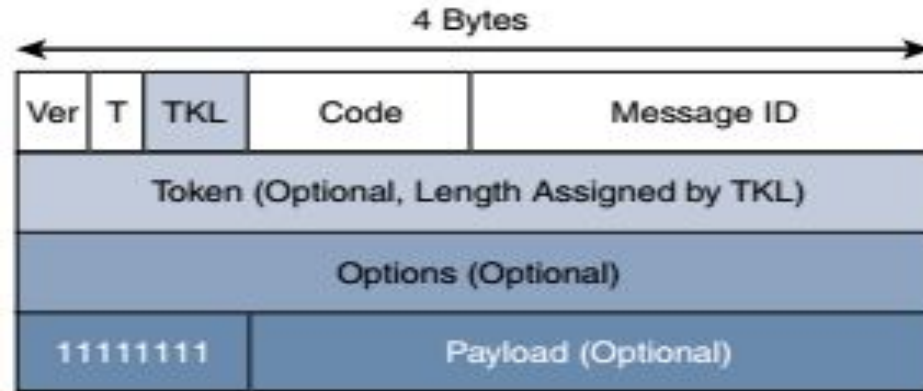 4 Bytes
Ver T TKL Code Message ID
Token (Optional, Length Assigned by TKL)
Options (Optional)
11111111 Payload (Optional)